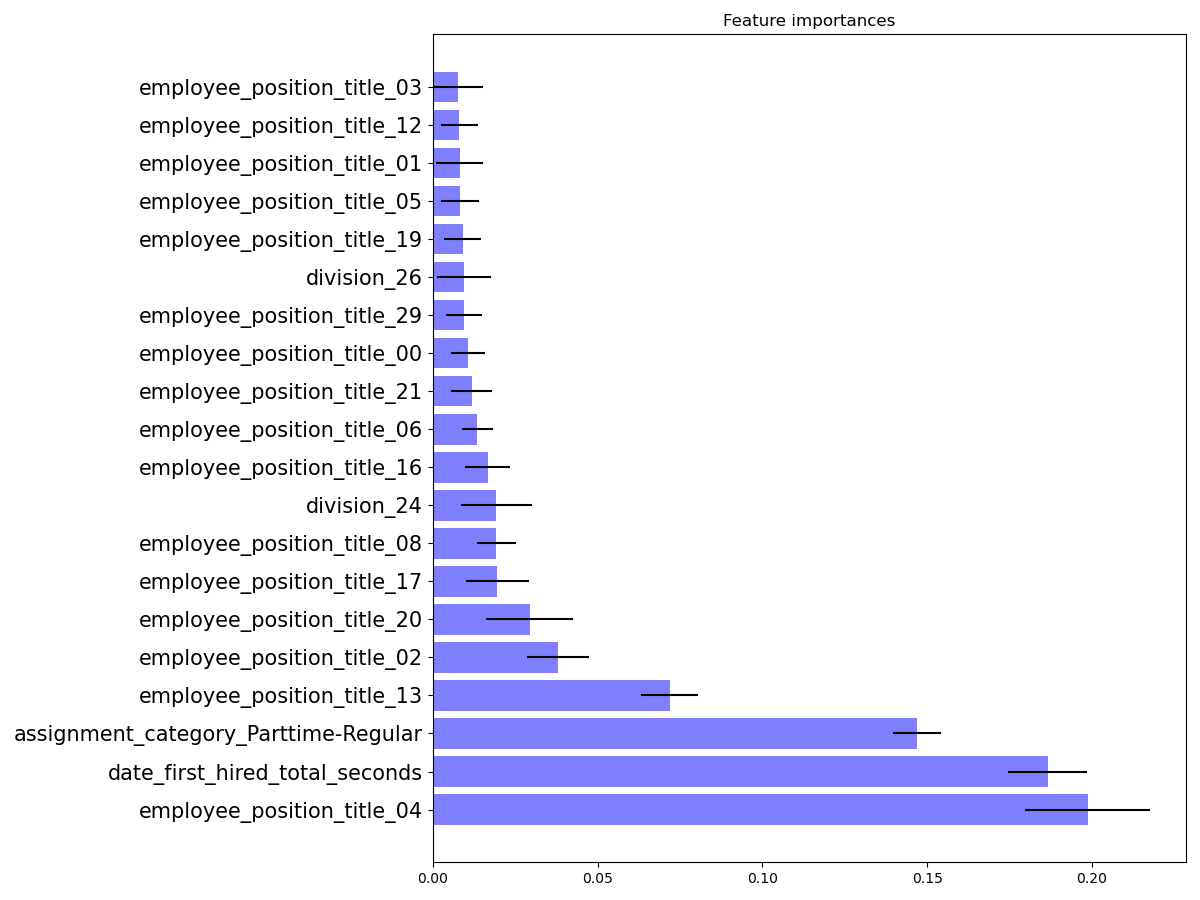 Feature importances
employee_position_title_03
employee_position_title_12
employee_position_title_01
employee_position_title_05
employee_position_title_19
division_26
employee_position_title_29
employee_position_title_00
employee_position_title_21
employee_position_title_06
employee_position_title_16
division_24
employee_position_title_08
employee_position_title_17
employee_position_title_20
employee_position_title_02
employee_position_title_13
assignment_category_Parttime-Regular
date_first_hired_total_seconds
employee_position_title_04
0.00 0.05 0.10 0.15 0.20